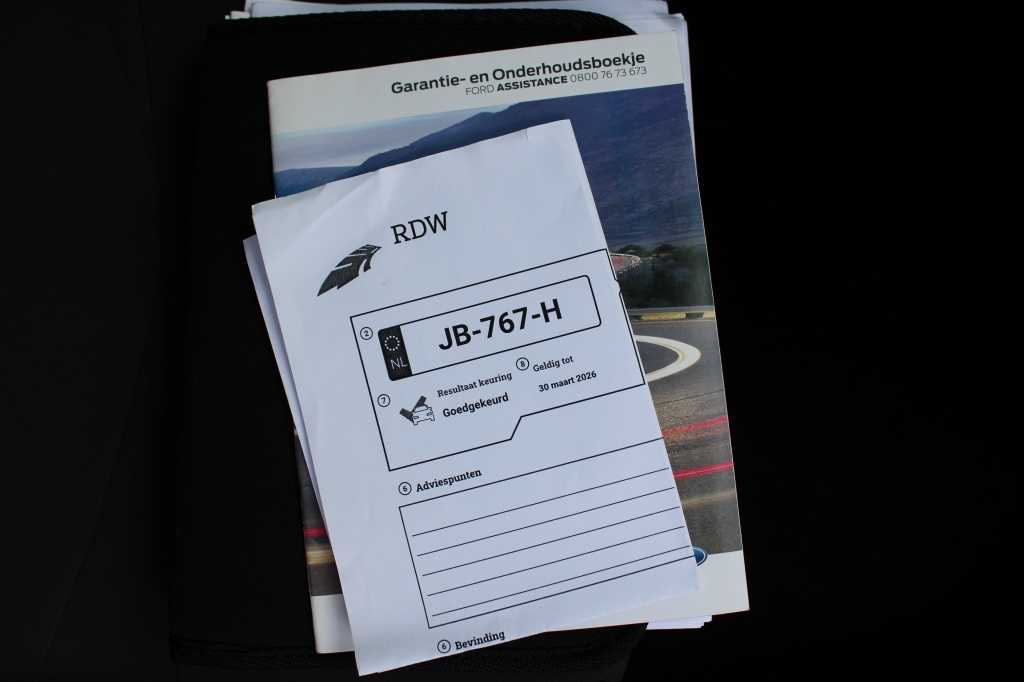 Garantie- en Onderhoudsboekje
FORD ASSISTANCE 0800 76 73 673
RDW
2
NL
JB-767-H
7
Resultaat keuring
Goedgekeurd
8
Geldig tot
30 maart 2026
6 Adviespunten
6 Bevinding